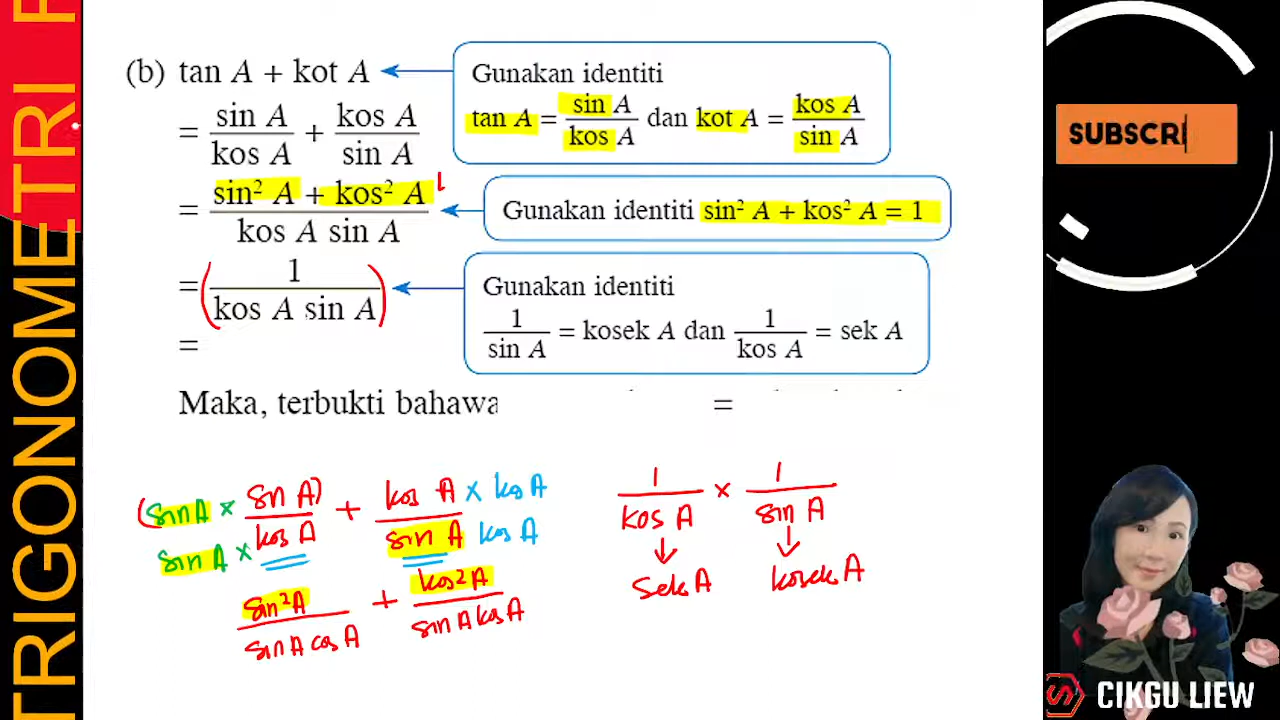 TRIGONOMETRI
(b) tan A + kot A
= sin A / kos A + kos A / sin A
= sin² A + kos² A / kos A sin A
1
= ( 1 / kos A sin A )
=
Maka, terbukti bahawa =
Gunakan identiti
tan A = sin A / kos A dan kot A = kos A / sin A
Gunakan identiti sin² A + kos² A = 1
Gunakan identiti
1 / sin A = kosek A dan 1 / kos A = sek A
(sin A × sin A) + kos A × kos A
sin A × kos A sin A kos A
sin²A / sin A cos A + kos²A / sin A kos A
1 / kos A × 1 / sin A
sek A kosek A
SUBSCRI
CIKGU LIEW